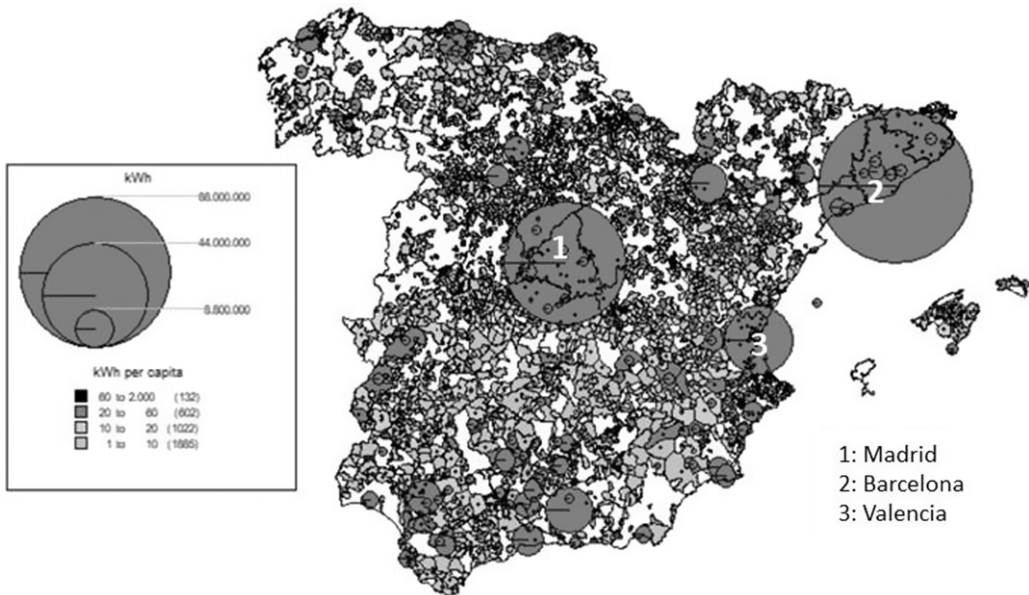 kWh
88.000.000
44.000.000
8.800.000
kWh per capita
60 to 2.000 (132)
20 to 60 (602)
10 to 20 (1022)
1 to 10 (1885)
1
2
3
1: Madrid
2: Barcelona
3: Valencia